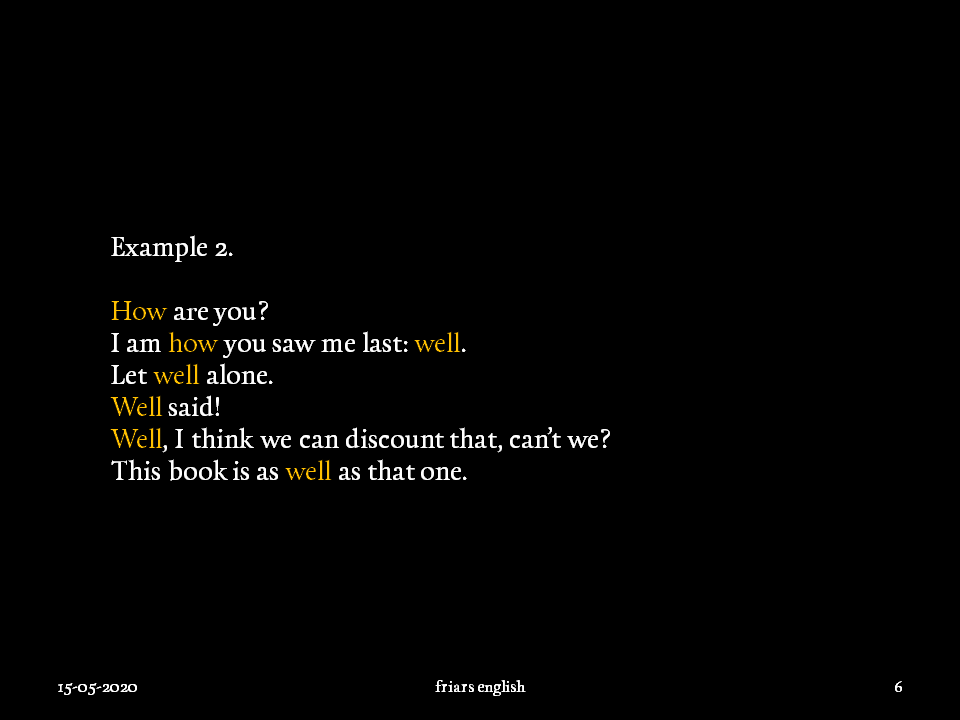 Example 2.
How are you?
I am how you saw me last: well.
Let well alone.
Well said!
Well, I think we can discount that, can’t we?
This book is as well as that one.
15-05-2020
friars english
6